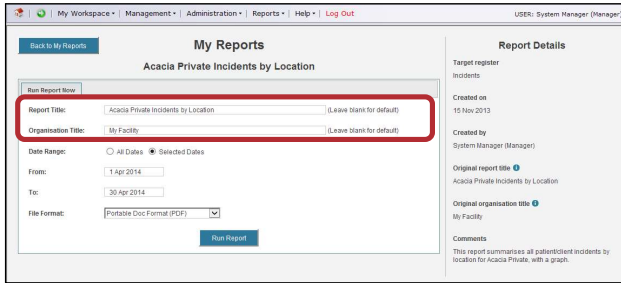 My Workspace | Management | Administration | Reports | Help | Log Out
USER: System Manager (Manager)
Back to My Reports
My Reports
Acacia Private Incidents by Location
Run Report Now
Report Title: Acacia Private Incidents by Location (Leave blank for default)
Organisation Title: My Facility (Leave blank for default)
Date Range: All Dates Selected Dates
From: 1 Apr 2014
To: 30 Apr 2014
File Format: Portable Doc Format (PDF)
Run Report
Report Details
Target register
Incidents
Created on
15 Nov 2013
Created by
System Manager (Manager)
Original report title
Acacia Private Incidents by Location
Original organisation title
My Facility
Comments
This report summarises all patient/client incidents by
location for Acacia Private, with a graph.